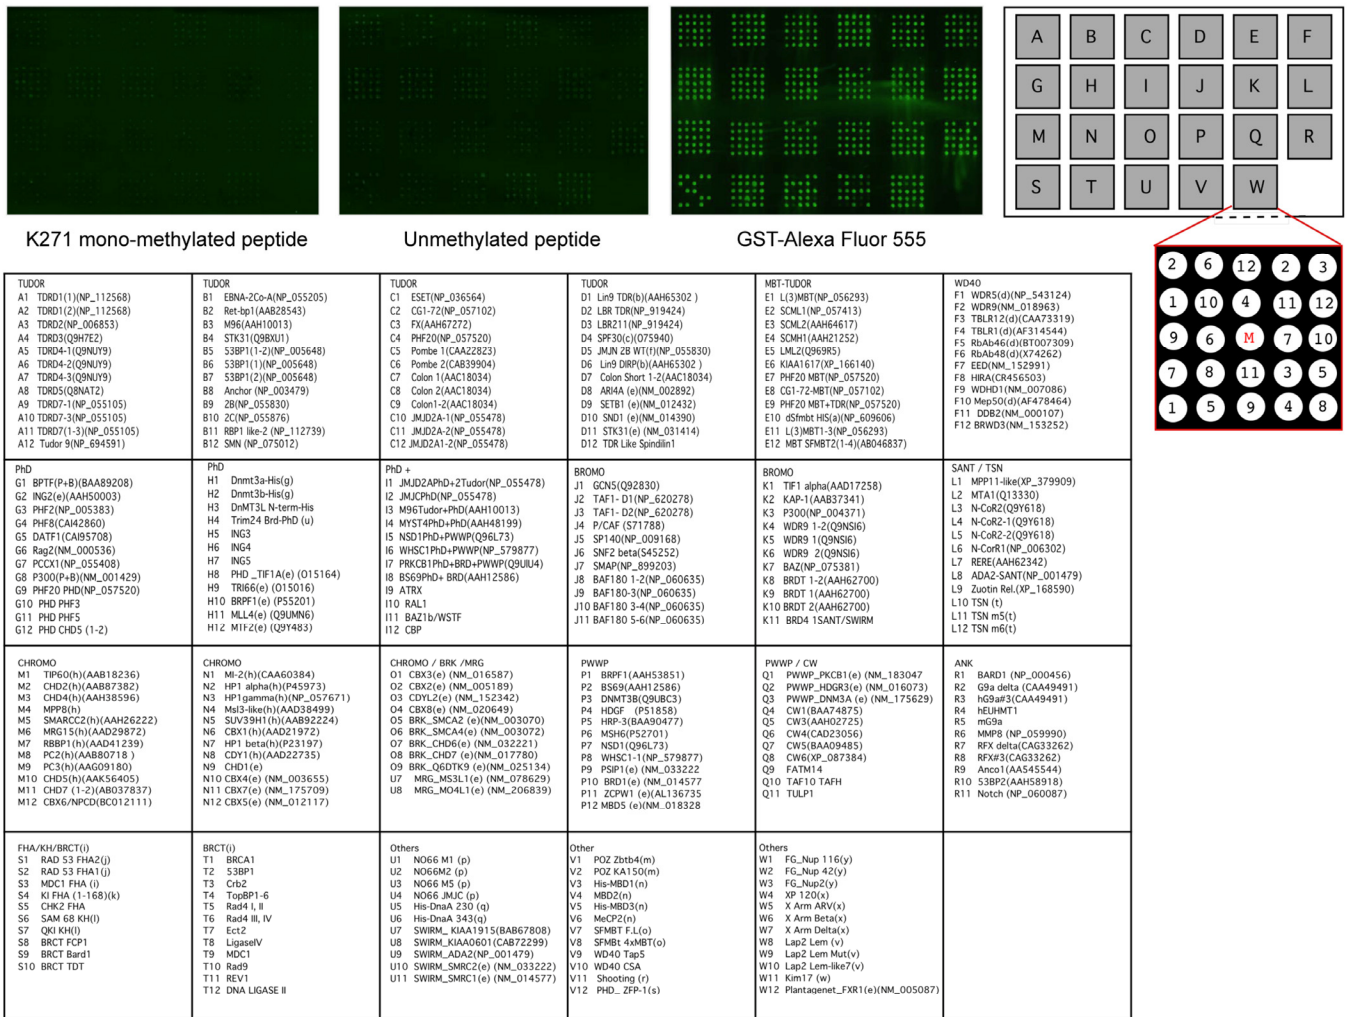 A B C D E F
G H I J K L
M N O P Q R
S T U V W
K271 mono-methylated peptide
Unmethylated peptide
GST-Alexa Fluor 555
2 6 12 2 3
1 10 4 11 12
9 6 M 7 10
7 8 11 3 5
1 5 9 4 8
TUDOR
A1 TDRD1(1)(NP_112568)
A2 TDRD1(2)(NP_112568)
A3 TDRD2(NP_006853)
A4 TDRD3(Q9H7E2)
A5 TDRD4-1(Q9NUY9)
A6 TDRD4-2(Q9NUY9)
A7 TDRD4-3(Q9NUY9)
A8 TDRD5(Q8NAT2)
A9 TDRD7-1(NP_055105)
A10 TDRD7-3(NP_055105)
A11 TDRD7(1-3)(NP_055105)
A12 Tudor 9(NP_694591)
TUDOR
B1 EBNA-2Co-A(NP_055205)
B2 Ret-bp1(AAB28543)
B3 M96(AAH10013)
B4 STK31(Q9BXU1)
B5 53BP1(1-2)(NP_005648)
B6 53BP1(1)(NP_005648)
B7 53BP1(2)(NP_005648)
B8 Anchor (NP_003479)
B9 2B(NP_055830)
B10 2C(NP_055876)
B11 RBP1 like-2 (NP_112739)
B12 SMN (NP_075012)
TUDOR
C1 ESET(NP_036564)
C2 CG1-72(NP_057102)
C3 FX(AAH67272)
C4 PHF20(NP_057520)
C5 Pombe 1(CAA22823)
C6 Pombe 2(CAB39904)
C7 Colon 1(AAC18034)
C8 Colon 2(AAC18034)
C9 Colon1-2(AAC18034)
C10 JMJD2A-1(NP_055478)
C11 JMJD2A-2(NP_055478)
C12 JMJD2A1-2(NP_055478)
TUDOR
D1 Lin9 TDR(b)(AAH65302 )
D2 LBR TDR(NP_919424)
D3 LBR211(NP_919424)
D4 SPF30(c)(O75940)
D5 JMJN 2B WT(f)(NP_055830)
D6 Lin9 DIRP(b)(AAH65302 )
D7 Colon Short 1-2(AAC18034)
D8 ARI4A (e)(NM_002892)
D9 SETB1 (e)(NM_012432)
D10 SND1 (e)(NM_014390)
D11 STK31(e) (NM_031414)
D12 TDR Like Spindilin1
MBT-TUDOR
E1 L(3)MBT(NP_056293)
E2 SCML1(NP_057413)
E3 SCML2(AAH64617)
E4 SCMH1(AAH21252)
E5 LML2(Q969R5)
E6 KIAA1617(XP_166140)
E7 PHF20 MBT(NP_057520)
E8 CG1-72-MBT(NP_057102)
E9 PHF20 MBT+TDR(NP_057520)
E10 dSfmbt HIS(a)(NP_609606)
E11 L(3)MBT1-3(NP_056293)
E12 MBT SFMBT2(1-4)(AB046837)
WD40
F1 WDR5(d)(NP_543124)
F2 WDR9(NM_018963)
F3 TBLR12(d)(CAA73319)
F4 TBLR1(d)(AF314544)
F5 RbAb46(d)(BT007309)
F6 RbAb48(d)(X74262)
F7 EED(NM_152991)
F8 HIRA(CR456503)
F9 WDHD1(NM_007086)
F10 Mep50(d)(AF478464)
F11 DDB2(NM_000107)
F12 BRWD3(NM_153252)
PhD
G1 BPTF(P+B)(BAA89208)
G2 ING2(e)(AAH50003)
G3 PHF2(NP_005383)
G4 PHF8(CAI42860)
G5 DATF1(CAI95708)
G6 Rag2(NM_000536)
G7 PCCX1(NP_055408)
G8 P300(P+B)(NM_001429)
G9 PHF20 PHD(NP_057520)
G10 PHD PHF3
G11 PHD PHF5
G12 PHD CHD5 (1-2)
PhD
H1 Dnmt3a-His(g)
H2 Dnmt3b-His(g)
H3 DnMT3L N-term-His
H4 Trim24 Brd-PhD (u)
H5 ING3
H6 ING4
H7 ING5
H8 PHD _TIF1A(e) (O15164)
H9 TRI66(e) (O15016)
H10 BRPF1(e) (P55201)
H11 MLL4(e) (Q9UMN6)
H12 MTF2(e) (Q9Y483)
PhD +
I1 JMJD2APhD+2Tudor(NP_055478)
I2 JMJCPhD(NP_055478)
I3 M96Tudor+PhD(AAH10013)
I4 MYST4PhD+PhD(AAH48199)
I5 NSD1PhD+PWWP(Q96L73)
I6 WHSC1PhD+PWWP(NP_579877)
I7 PRKCB1PhD+BRD+PWWP(Q9UIU4)
I8 BS69PhD+ BRD(AAH12586)
I9 ATRX
I10 RAL1
I11 BAZ1b/WSTF
I12 CBP
BROMO
J1 GCN5(Q92830)
J2 TAF1- D1(NP_620278)
J3 TAF1- D2(NP_620278)
J4 P/CAF (S71788)
J5 SP140(NP_009168)
J6 SNF2 beta(S45252)
J7 SMAP(NP_899203)
J8 BAF180 1-2(NP_060635)
J9 BAF180-3(NP_060635)
J10 BAF180 3-4(NP_060635)
J11 BAF180 5-6(NP_060635)
BROMO
K1 TIF1 alpha(AAD17258)
K2 KAP-1(AAB37341)
K3 P300(NP_004371)
K4 WDR9 1-2(Q9NSI6)
K5 WDR9 1(Q9NSI6)
K6 WDR9 2(Q9NSI6)
K7 BAZ(NP_075381)
K8 BRDT 1-2(AAH62700)
K9 BRDT 1(AAH62700)
K10 BRDT 2(AAH62700)
K11 BRD4 1SANT/SWIRM
SANT / TSN
L1 MPP11-like(XP_379909)
L2 MTA1(Q13330)
L3 N-CoR2(Q9Y618)
L4 N-CoR2-1(Q9Y618)
L5 N-CoR2-2(Q9Y618)
L6 N-CorR1(NP_006302)
L7 RERE(AAH62342)
L8 ADA2-SANT(NP_001479)
L9 Zuotin Rel.(XP_168590)
L10 TSN (t)
L11 TSN m5(t)
L12 TSN m6(t)
CHROMO
M1 TIP60(h)(AAB18236)
M2 CHD2(h)(AAB87382)
M3 CHD4(h)(AAH38596)
M4 MPP8(h)
M5 SMARCC2(h)(AAH26222)
M6 MRG15(h)(AAD29872)
M7 RBBP1(h)(AAD41239)
M8 PC2(h)(AAB80718 )
M9 PC3(h)(AAG09180)
M10 CHD5(h)(AAK56405)
M11 CHD7 (1-2)(AB037837)
M12 CBX6/NPCD(BC012111)
CHROMO
N1 MI-2(h)(CAA60384)
N2 HP1 alpha(h)(P45973)
N3 HP1gamma(h)(NP_057671)
N4 Msl3-like(h)(AAD38499)
N5 SUV39H1(h)(AAB92224)
N6 CBX1(h)(AAD21972)
N7 HP1 beta(h)(P23197)
N8 CDY1(h)(AAD22735)
N9 CHD1(e)
N10 CBX4(e) (NM_003655)
N11 CBX7(e) (NM_175709)
N12 CBX5(e) (NM_012117)
CHROMO / BRK /MRG
O1 CBX3(e) (NM_016587)
O2 CBX2(e) (NM_005189)
O3 CDYL2(e) (NM_152342)
O4 CBX8(e) (NM_020649)
O5 BRK_SMCA2 (e)(NM_003070)
O6 BRK_SMCA4(e) (NM_003072)
O7 BRK_CHD6(e) (NM_032221)
O8 BRK_CHD7 (e)(NM_017780)
O9 BRK_Q6DTK9 (e)(NM_025134)
U7 MRG_MS3L1(e) (NM_078629)
U8 MRG_MO4L1(e) (NM_206839)
PWWP
P1 BRPF1(AAH53851)
P2 BS69(AAH12586)
P3 DNMT3B(Q9UBC3)
P4 HDGF (P51858)
P5 HRP-3(BAA90477)
P6 MSH6(P52701)
P7 NSD1(Q96L73)
P8 WHSC1-1(NP_579877)
P9 PSIP1(e) (NM_033222
P10 BRD1(e) (NM_014577
P11 ZCPW1 (e)(AL136735
P12 MBD5 (e)(NM_018328
PWWP / CW
Q1 PWWP_PKCB1(e) (NM_183047
Q2 PWWP_HDGR3(e) (NM_016073)
Q3 PWWP_DNM3A (e) (NM_175629)
Q4 CW1(BAA74875)
Q5 CW3(AAH02725)
Q6 CW4(CAD23056)
Q7 CW5(BAA09485)
Q8 CW6(XP_087384)
Q9 FATM14
Q10 TAF10 TAFH
Q11 TULP1
ANK
R1 BARD1 (NP_000456)
R2 G9a delta (CAA49491)
R3 hG9a#3(CAA49491)
R4 hEUHMT1
R5 mG9a
R6 MMP8 (NP_059990)
R7 RFX delta(CAG33262)
R8 RFX#3(CAG33262)
R9 Anco1(AA545544)
R10 53BP2(AAH58918)
R11 Notch (NP_060087)
FHA/KH/BRCT(i)
S1 RAD 53 FHA2(j)
S2 RAD 53 FHA1(j)
S3 MDC1 FHA (i)
S4 KI FHA (1-168)(k)
S5 CHK2 FHA
S6 SAM 68 KH(l)
S7 QKI KH(l)
S8 BRCT FCP1
S9 BRCT Bard1
S10 BRCT TDT
BRCT(i)
T1 BRCA1
T2 53BP1
T3 Crb2
T4 TopBP1-6
T5 Rad4 I, II
T6 Rad4 III, IV
T7 Ect2
T8 LigaseIV
T9 MDC1
T10 Rad9
T11 REV1
T12 DNA LIGASE II
Others
U1 NO66 M1 (p)
U2 NO66M2 (p)
U3 NO66 M5 (p)
U4 NO66 JMJC (p)
U5 His-DnaA 230 (q)
U6 His-DnaA 343(q)
U7 SWIRM_ KIAA1915(BAB67808)
U8 SWIRM_KIAA0601(CAB72299)
U9 SWIRM_ADA2(NP_001479)
U10 SWIRM_SMRC2(e) (NM_033222)
U11 SWIRM_SMRC1(e) (NM_014577)
Other
V1 POZ Zbtb4(m)
V2 POZ KA150(m)
V3 His-MBD1(n)
V4 MBD2(n)
V5 His-MBD3(n)
V6 MeCP2(n)
V7 SFMBT F.L(o)
V8 SFMBt 4xMBT(o)
V9 WD40 Tap5
V10 WD40 CSA
V11 Shooting (r)
V12 PHD_ ZFP-1(s)
Others
W1 FG_Nup 116(y)
W2 FG_Nup 42(y)
W3 FG_Nup2(y)
W4 XP 120(x)
W5 X Arm ARV(x)
W6 X Arm Beta(x)
W7 X Arm Delta(x)
W8 Lap2 Lem (v)
W9 Lap2 Lem Mut(v)
W10 Lap2 Lem-like7(v)
W11 Kim17 (w)
W12 Plantagenet_FXR1(e)(NM_005087)